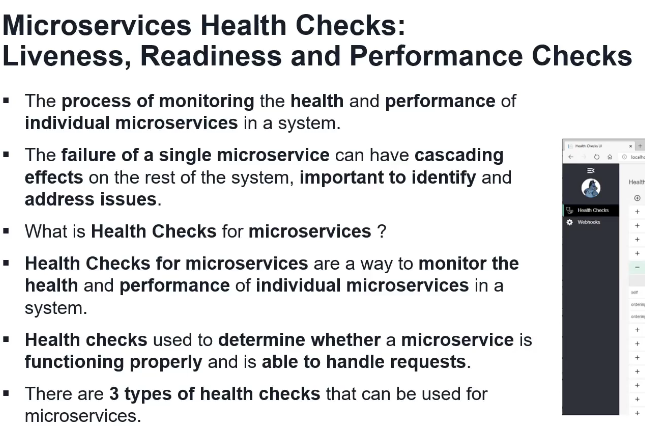 Microservices Health Checks:
Liveness, Readiness and Performance Checks
▪ The process of monitoring the health and performance of
individual microservices in a system.
▪ The failure of a single microservice can have cascading
effects on the rest of the system, important to identify and
address issues.
▪ What is Health Checks for microservices ?
▪ Health Checks for microservices are a way to monitor the
health and performance of individual microservices in a
system.
▪ Health checks used to determine whether a microservice is
functioning properly and is able to handle requests.
▪ There are 3 types of health checks that can be used for
microservices.
Health Checks UI
Health Checks
Webhooks